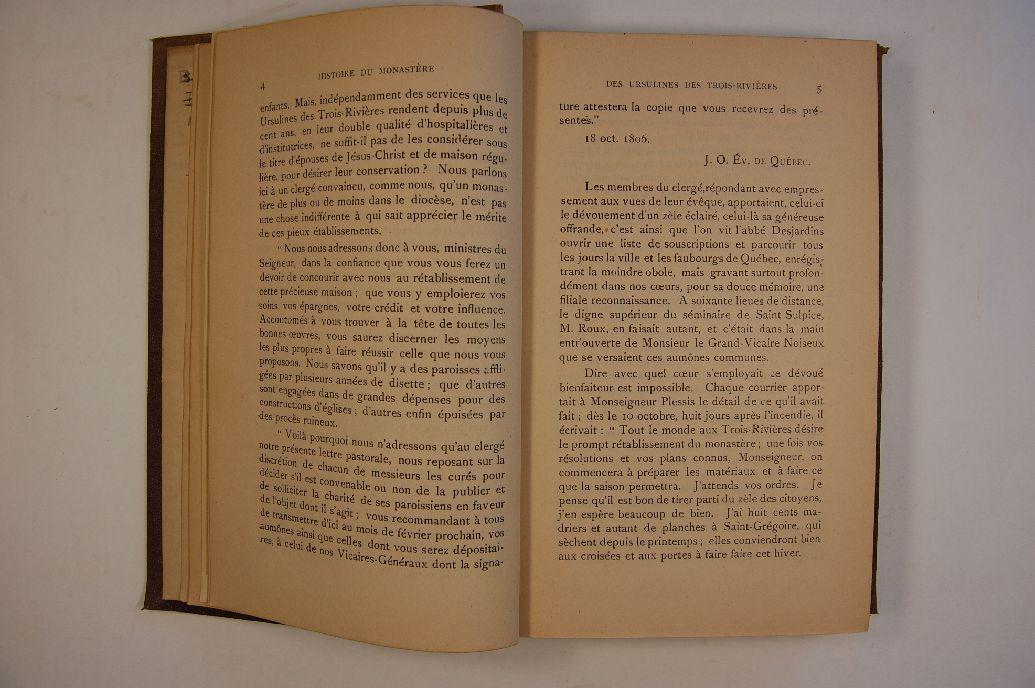 4
HISTOIRE DU MONASTÈRE
enfants. Mais, indépendamment des services que les
Ursulines des Trois-Rivières rendent depuis plus de
cent ans, en leur double qualité d'hospitalières et
d'institutrices, ne suffit-il pas de les considérer sous
le titre d'épouses de Jésus-Christ et de maison régu-
lière, pour désirer leur conservation ? Nous parlons
ici à un clergé convaincu, comme nous, qu'un monas-
tère de plus ou de moins dans le diocèse, n'est pas
une chose indifférente à qui sait apprécier le mérite
de ces pieux établissements.
" Nous nous adressons donc à vous, ministres du
Seigneur, dans la confiance que vous vous ferez un
devoir de concourir avec nous au rétablissement de
cette précieuse maison ; que vous y emploierez vos
soins, vos épargnes, votre crédit et votre influence.
Accoutumés à vous trouver à la tête de toutes les
bonnes œuvres, vous saurez discerner les moyens
les plus propres à faire réussir celle que nous vous
proposons. Nous savons qu'il y a des paroisses affli-
gées par plusieurs années de disette ; que d'autres
sont engagées dans de grandes dépenses pour des
constructions d'églises ; d'autres enfin épuisées par
des procès ruineux.
" Voilà pourquoi nous n'adressons qu'au clergé
notre présente lettre pastorale, nous reposant sur la
discrétion de chacun de messieurs les curés pour
décider s'il est convenable ou non de la publier et
de solliciter la charité de ses paroissiens en faveur
de l'objet dont il s'agit ; vous recommandant à tous
de transmettre d'ici au mois de février prochain, vos
aumônes ainsi que celles dont vous serez dépositai-
res, à celui de nos Vicaires-Généraux dont la signa-
DES URSULINES DES TROIS-RIVIÈRES
5
ture attestera la copie que vous recevrez des pré-
sentes."
18 oct. 1806.
J. O. Év. de Québec.
Les membres du clergé, répondant avec empres-
sement aux vues de leur évêque, apportaient, celui-ci
le dévouement d'un zèle éclairé, celui-là sa généreuse
offrande, c'est ainsi que l'on vit l'abbé Desjardins
ouvrir une liste de souscriptions et parcourir tous
les jours la ville et les faubourgs de Québec, enrégis-
trant la moindre obole, mais gravant surtout profon-
dément dans nos cœurs, pour sa douce mémoire, une
filiale reconnaissance. A soixante lieues de distance,
le digne supérieur du séminaire de Saint Sulpice,
M. Roux, en faisait autant, et c'était dans la main
entr'ouverte de Monsieur le Grand-Vicaire Noiseux
que se versaient ces aumônes communes.
Dire avec quel cœur s'employait ce dévoué
bienfaiteur est impossible. Chaque courrier appor-
tait à Monseigneur Plessis le détail de ce qu'il avait
fait ; dès le 10 octobre, huit jours après l'incendie, il
écrivait : " Tout le monde aux Trois-Rivières désire
le prompt rétablissement du monastère ; une fois vos
résolutions et vos plans connus, Monseigneur, on
commencera à préparer les matériaux et à faire ce
que la saison permettra. J'attends vos ordres. Je
pense qu'il est bon de tirer parti du zèle des citoyens,
j'en espère beaucoup de bien. J'ai huit cents ma-
driers et autant de planches à Saint-Grégoire, qui
sèchent depuis le printemps ; elles conviendront bien
aux croisées et aux portes à faire faire cet hiver.